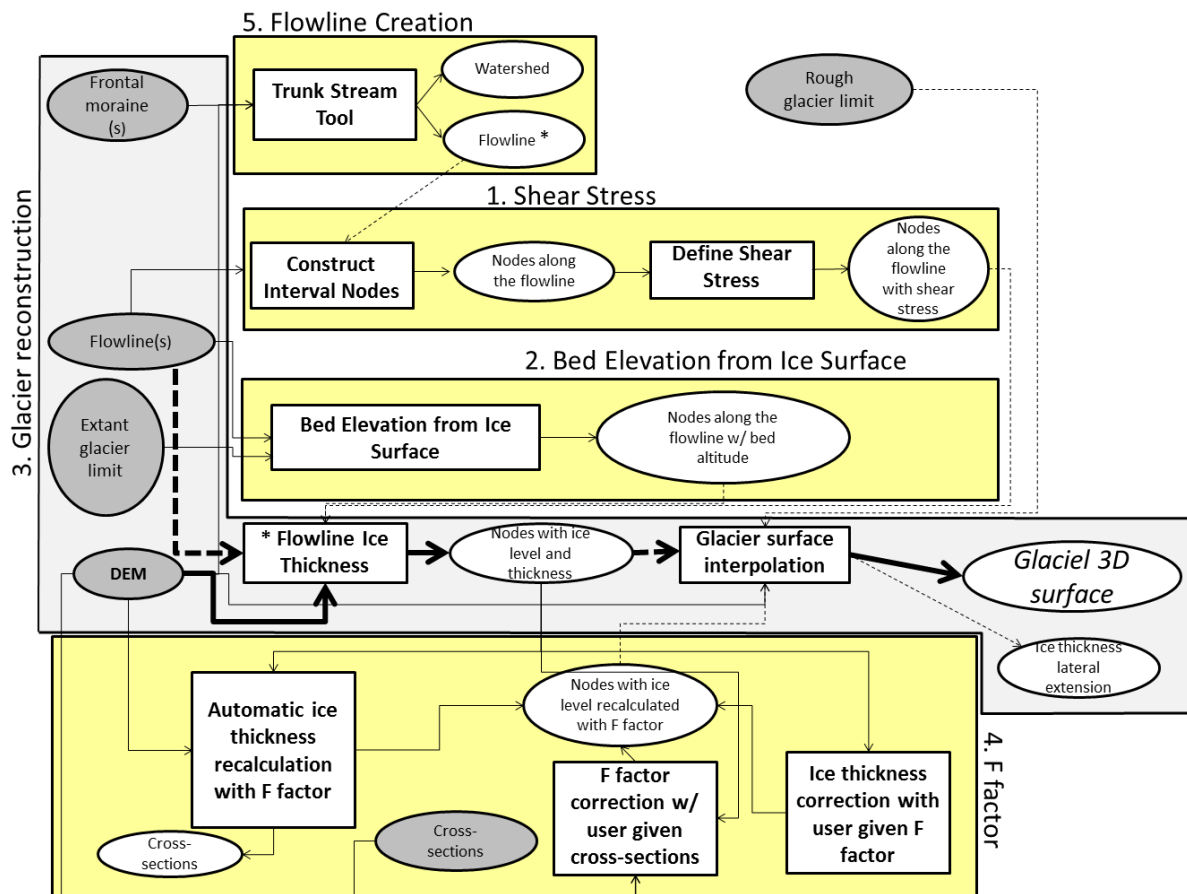 5. Flowline Creation
Frontal
moraine
(s)
Trunk Stream
Tool
Watershed
Flowline *
Rough
glacier limit
3. Glacier reconstruction
1. Shear Stress
Construct
Interval Nodes
Nodes along
the flowline
Define Shear
Stress
Nodes
along the
flowline
with shear
stress
Flowline(s)
2. Bed Elevation from Ice Surface
Extant
glacier
limit
Bed Elevation from Ice
Surface
Nodes along the
flowline w/ bed
altitude
DEM
* Flowline Ice
Thickness
Nodes with ice
level and
thickness
Glacier surface
interpolation
Glaciel 3D
surface
Ice thickness
lateral
extension
4. F factor
Automatic ice
thickness
recalculation
with F factor
Nodes with ice
level recalculated
with F factor
F factor
correction w/
user given
cross-sections
Ice thickness
correction with
user given F
factor
Cross-
sections
Cross-
sections